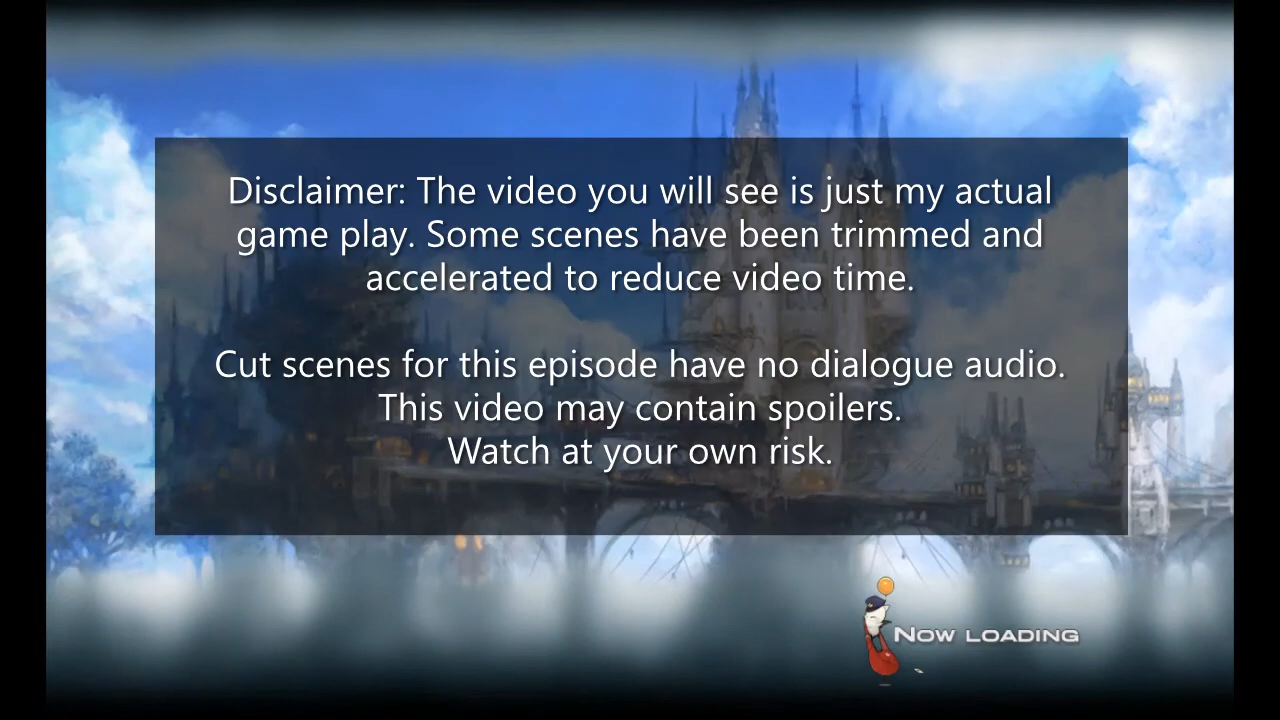 Disclaimer: The video you will see is just my actual
game play. Some scenes have been trimmed and
accelerated to reduce video time.
Cut scenes for this episode have no dialogue audio.
This video may contain spoilers.
Watch at your own risk.
NOW LOADING